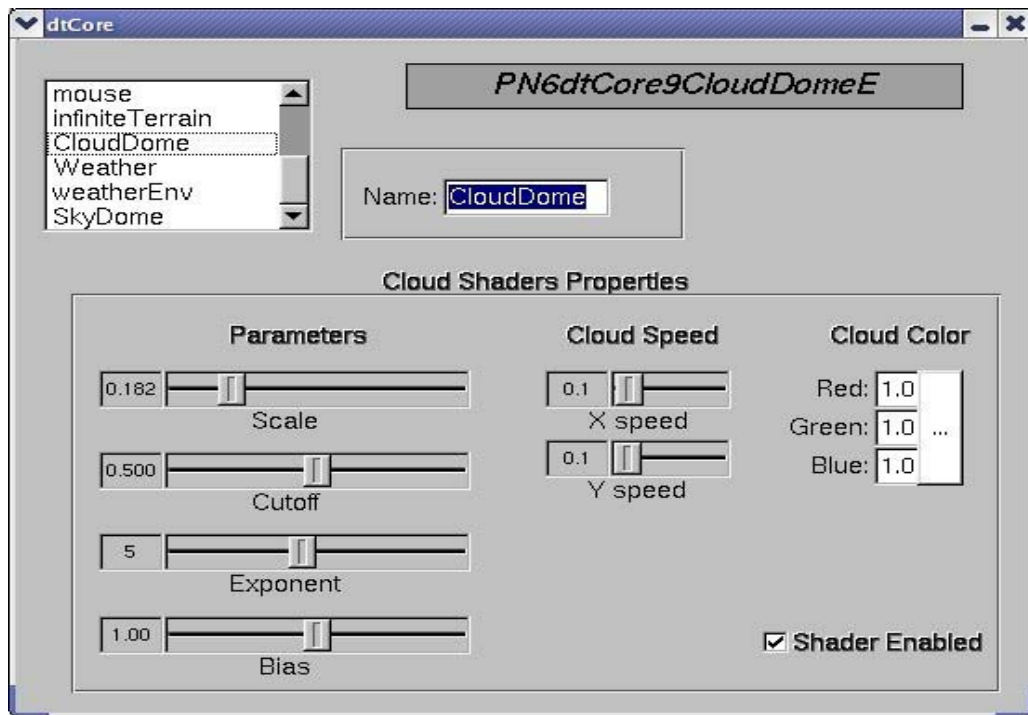 dtCore
PN6dtCore9CloudDomeE
mouse
infiniteTerrain
CloudDome
Weather
weatherEnv
SkyDome
Name: CloudDome
Cloud Shaders Properties
Parameters
0.182
Scale
0.500
Cutoff
5
Exponent
1.00
Bias
Cloud Speed
0.1
X speed
0.1
Y speed
Cloud Color
Red: 1.0
Green: 1.0 ...
Blue: 1.0
Shader Enabled